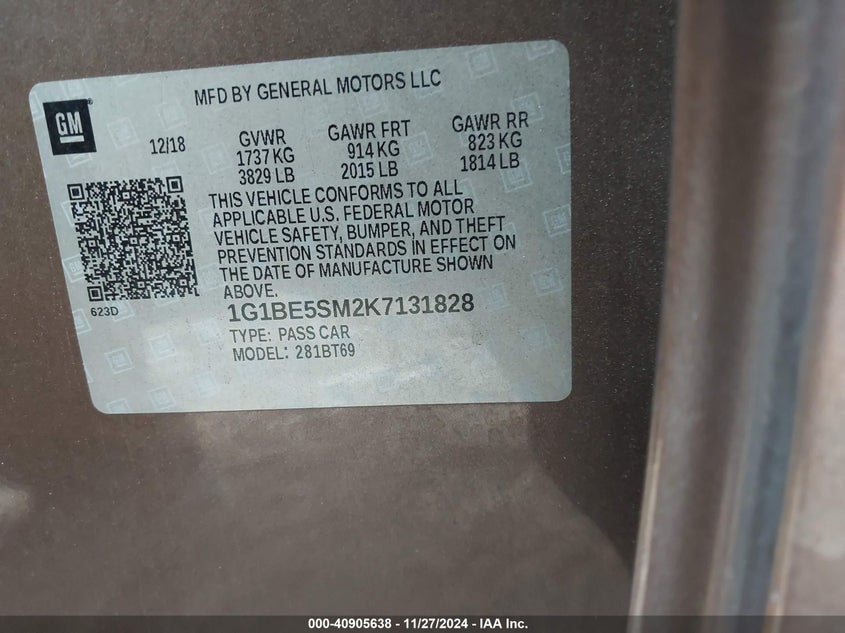 MFD BY GENERAL MOTORS LLC
GM
12/18
GVWR
1737 KG
3829 LB
GAWR FRT
914 KG
2015 LB
GAWR RR
823 KG
1814 LB
THIS VEHICLE CONFORMS TO ALL
APPLICABLE U.S. FEDERAL MOTOR
VEHICLE SAFETY, BUMPER, AND THEFT
PREVENTION STANDARDS IN EFFECT ON
THE DATE OF MANUFACTURE SHOWN
ABOVE.
623D
1G1BE5SM2K7131828
TYPE: PASS CAR
MODEL: 281BT69
000-40905638 - 11/27/2024 - IAA Inc.